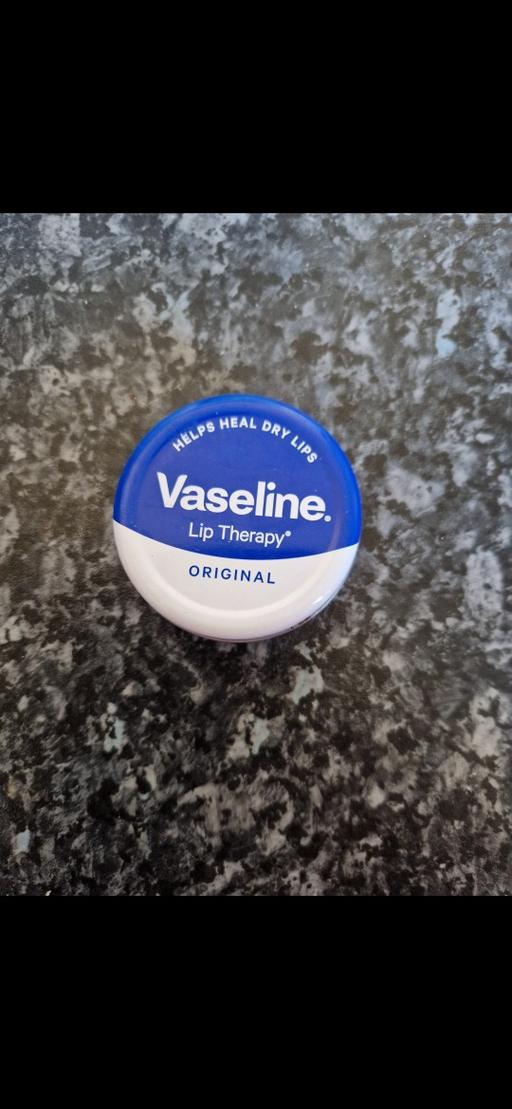 HELPS HEAL DRY LIPS
Vaseline.
Lip Therapy®
ORIGINAL